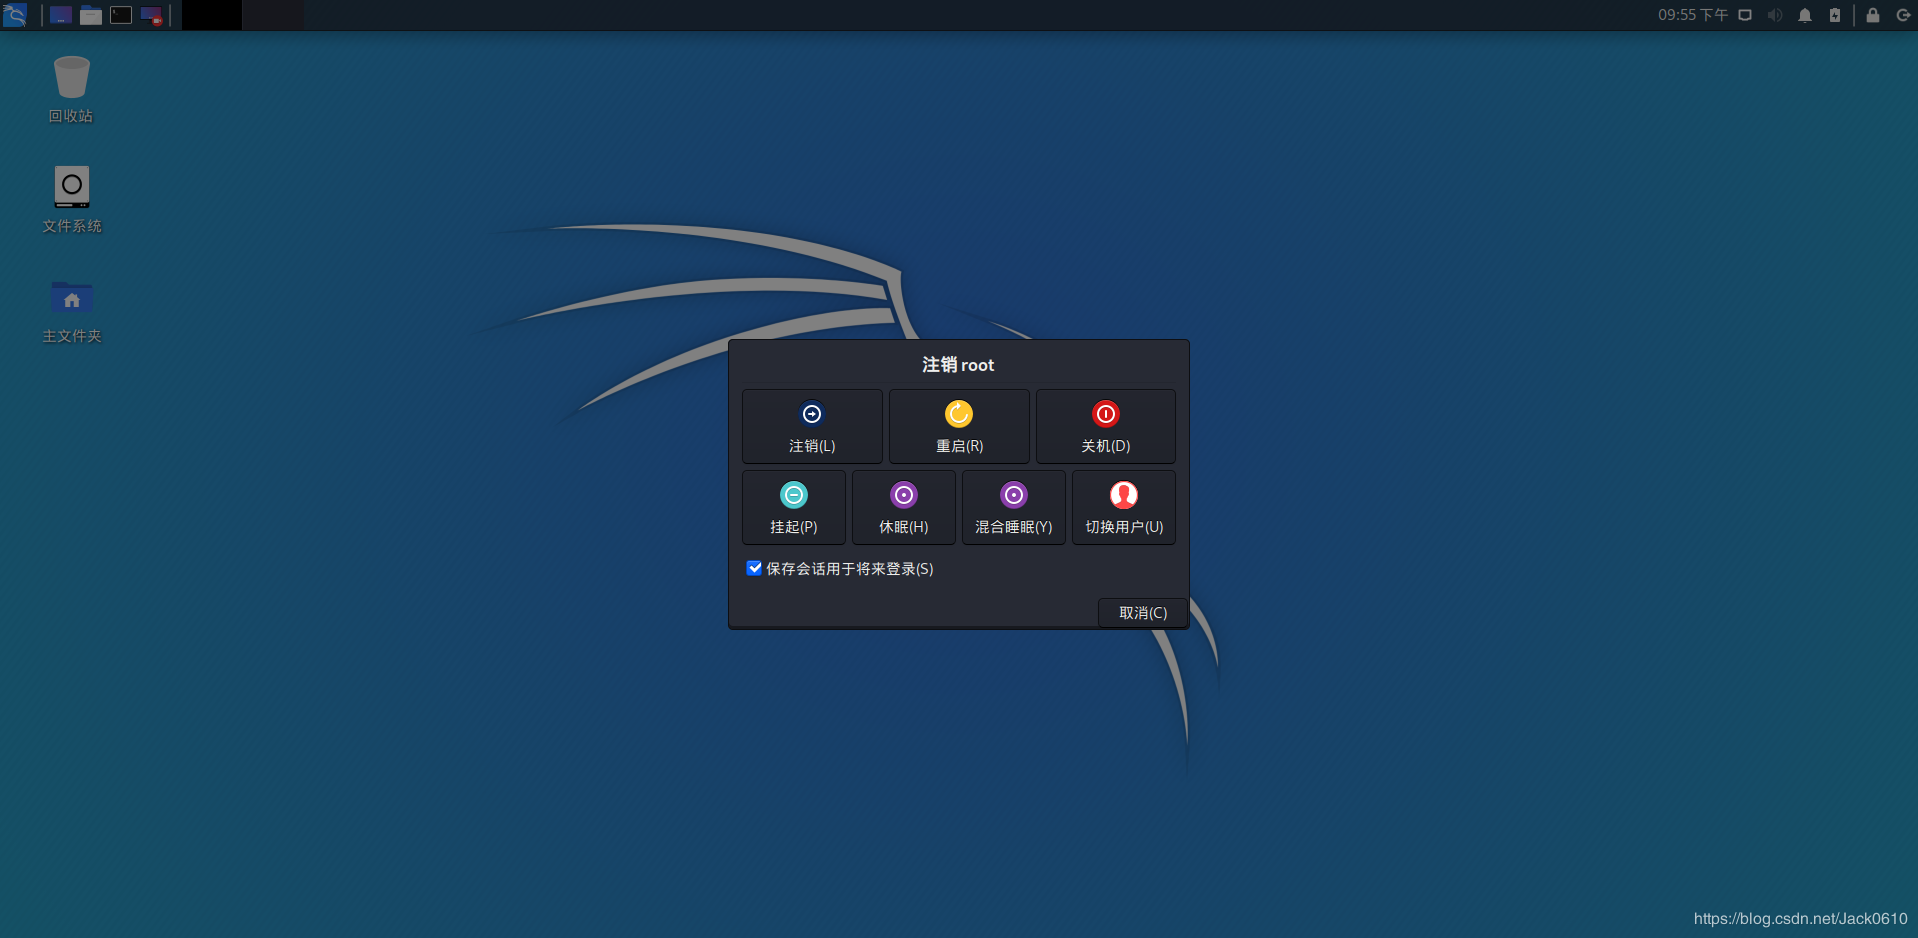 09:55 下午
回收站
文件系统
主文件夹
注销 root
注销(L)
重启(R)
关机(D)
挂起(P)
休眠(H)
混合睡眠(Y)
切换用户(U)
保存会话用于将来登录(S)
取消(C)
https://blog.csdn.net/Jack0610